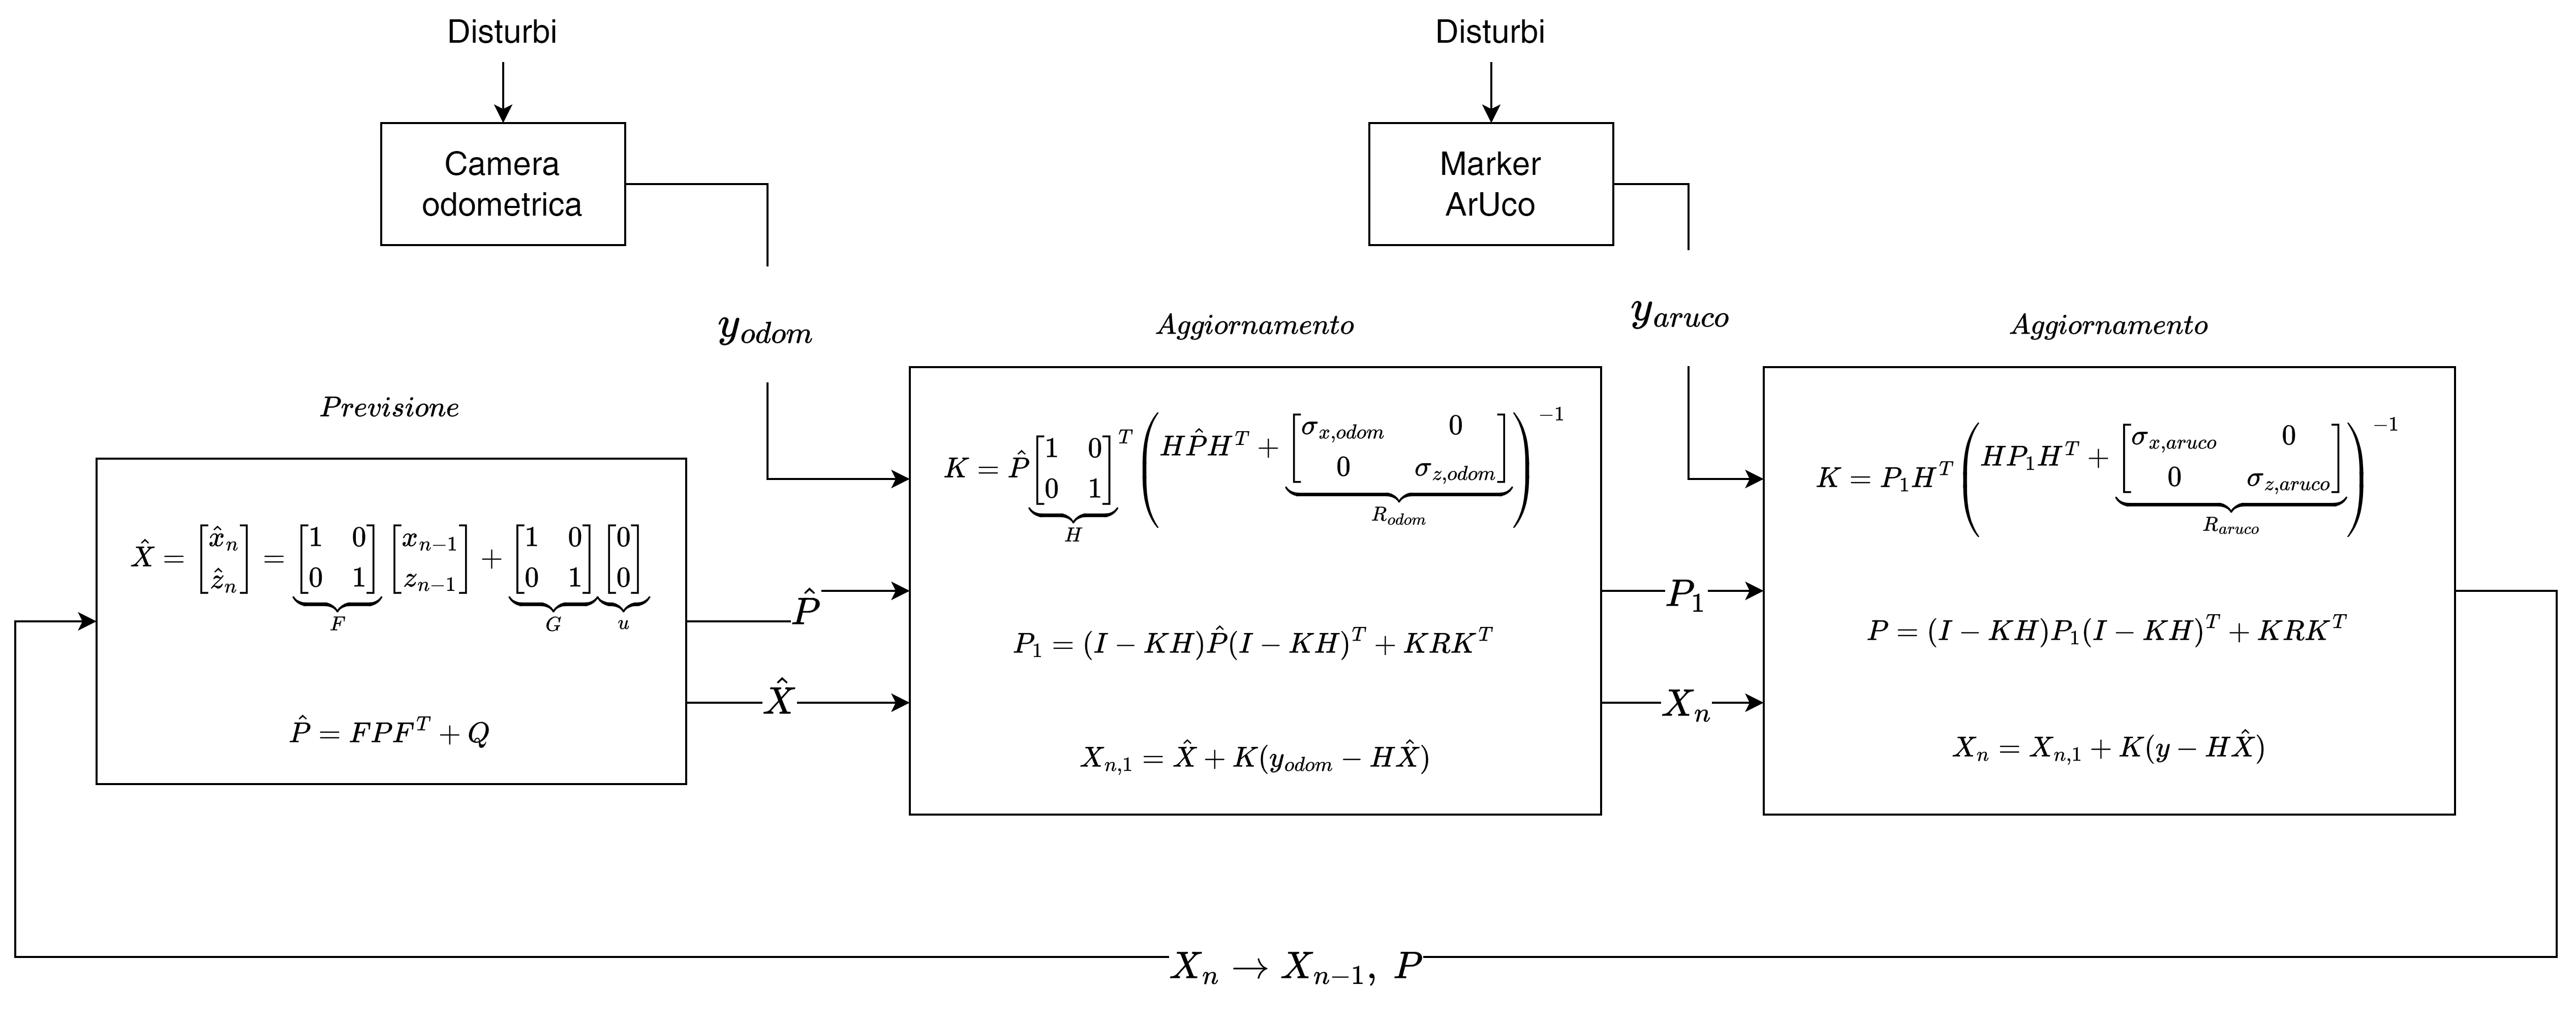 Disturbi
Disturbi
Camera
odometrica
Marker
ArUco
y_{odom}
y_{aruco}
Previsione
Aggiornamento
Aggiornamento
\hat{X} = \begin{bmatrix} \hat{x}_n \\ \hat{z}_n \end{bmatrix} = \underbrace{\begin{bmatrix} 1 & 0 \\ 0 & 1 \end{bmatrix}}_{F} \begin{bmatrix} x_{n-1} \\ z_{n-1} \end{bmatrix} + \underbrace{\begin{bmatrix} 1 & 0 \\ 0 & 1 \end{bmatrix}}_{G} \underbrace{\begin{bmatrix} 0 \\ 0 \end{bmatrix}}_{u}
\hat{P} = FPF^T + Q
\hat{P}
\hat{X}
K = \hat{P} \underbrace{\begin{bmatrix} 1 & 0 \\ 0 & 1 \end{bmatrix}^T}_{H} \left( H\hat{P}H^T + \underbrace{\begin{bmatrix} \sigma_{x,odom} & 0 \\ 0 & \sigma_{z,odom} \end{bmatrix}}_{R_{odom}} \right)^{-1}
P_1 = (I - KH)\hat{P}(I - KH)^T + KRK^T
X_{n,1} = \hat{X} + K(y_{odom} - H\hat{X})
P_1
X_n
K = P_1H^T \left( HP_1H^T + \underbrace{\begin{bmatrix} \sigma_{x,aruco} & 0 \\ 0 & \sigma_{z,aruco} \end{bmatrix}}_{R_{aruco}} \right)^{-1}
P = (I - KH)P_1(I - KH)^T + KRK^T
X_n = X_{n,1} + K(y - H\hat{X})
X_n → X_{n-1}, P